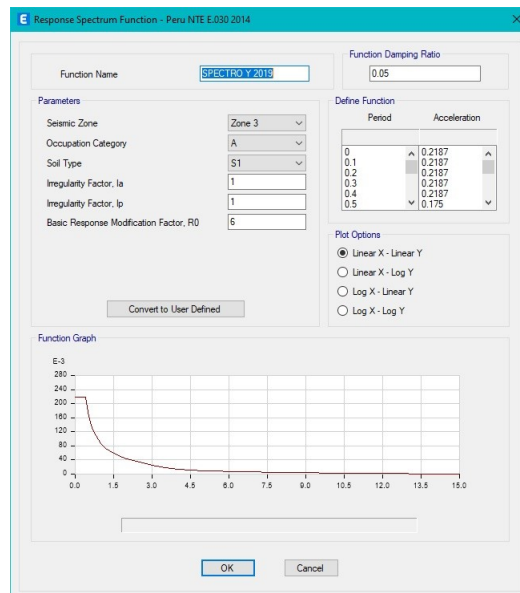 E Response Spectrum Function - Peru NTE E.030 2014
Function Name SPECTRO Y 2019
Function Damping Ratio
0.05
Parameters
Seismic Zone Zone 3
Occupation Category A
Soil Type S1
Irregularity Factor, Ia 1
Irregularity Factor, Ip 1
Basic Response Modification Factor, R0 6
Convert to User Defined
Define Function
Period Acceleration
0 0.2187
0.1 0.2187
0.2 0.2187
0.3 0.2187
0.4 0.2187
0.5 0.175
Plot Options
Linear X - Linear Y
Linear X - Log Y
Log X - Linear Y
Log X - Log Y
Function Graph
E-3
280
240
200
160
120
80
40
0
0.0 1.5 3.0 4.5 6.0 7.5 9.0 10.5 12.0 13.5 15.0
OK Cancel